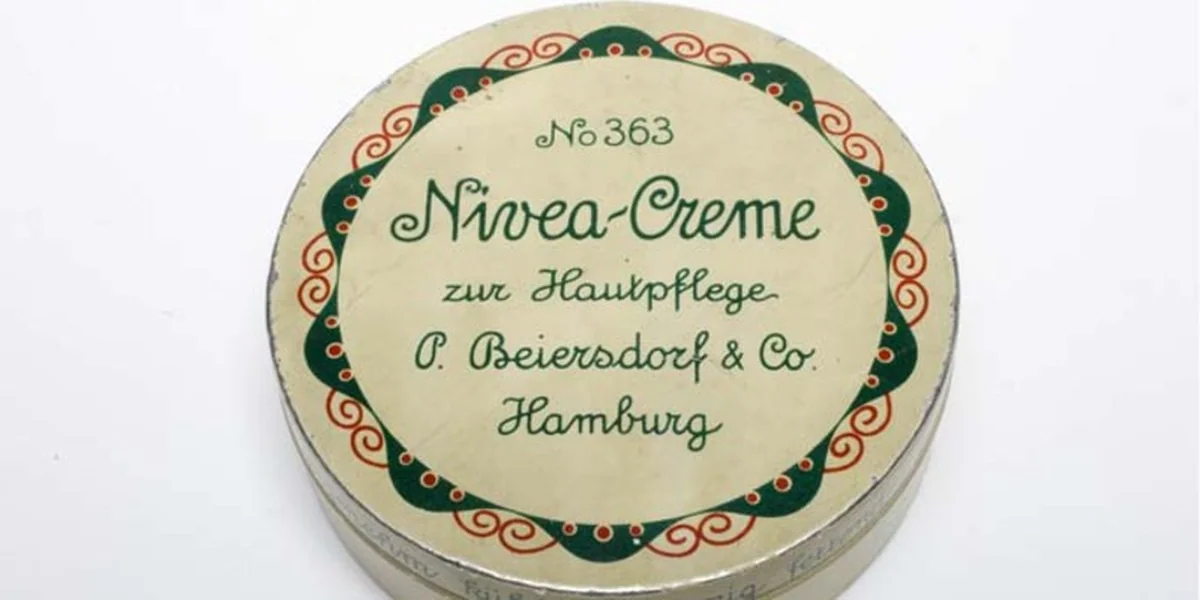 No 363
Nivea-Creme
zur Hautpflege
P. Beiersdorf & Co.
Hamburg